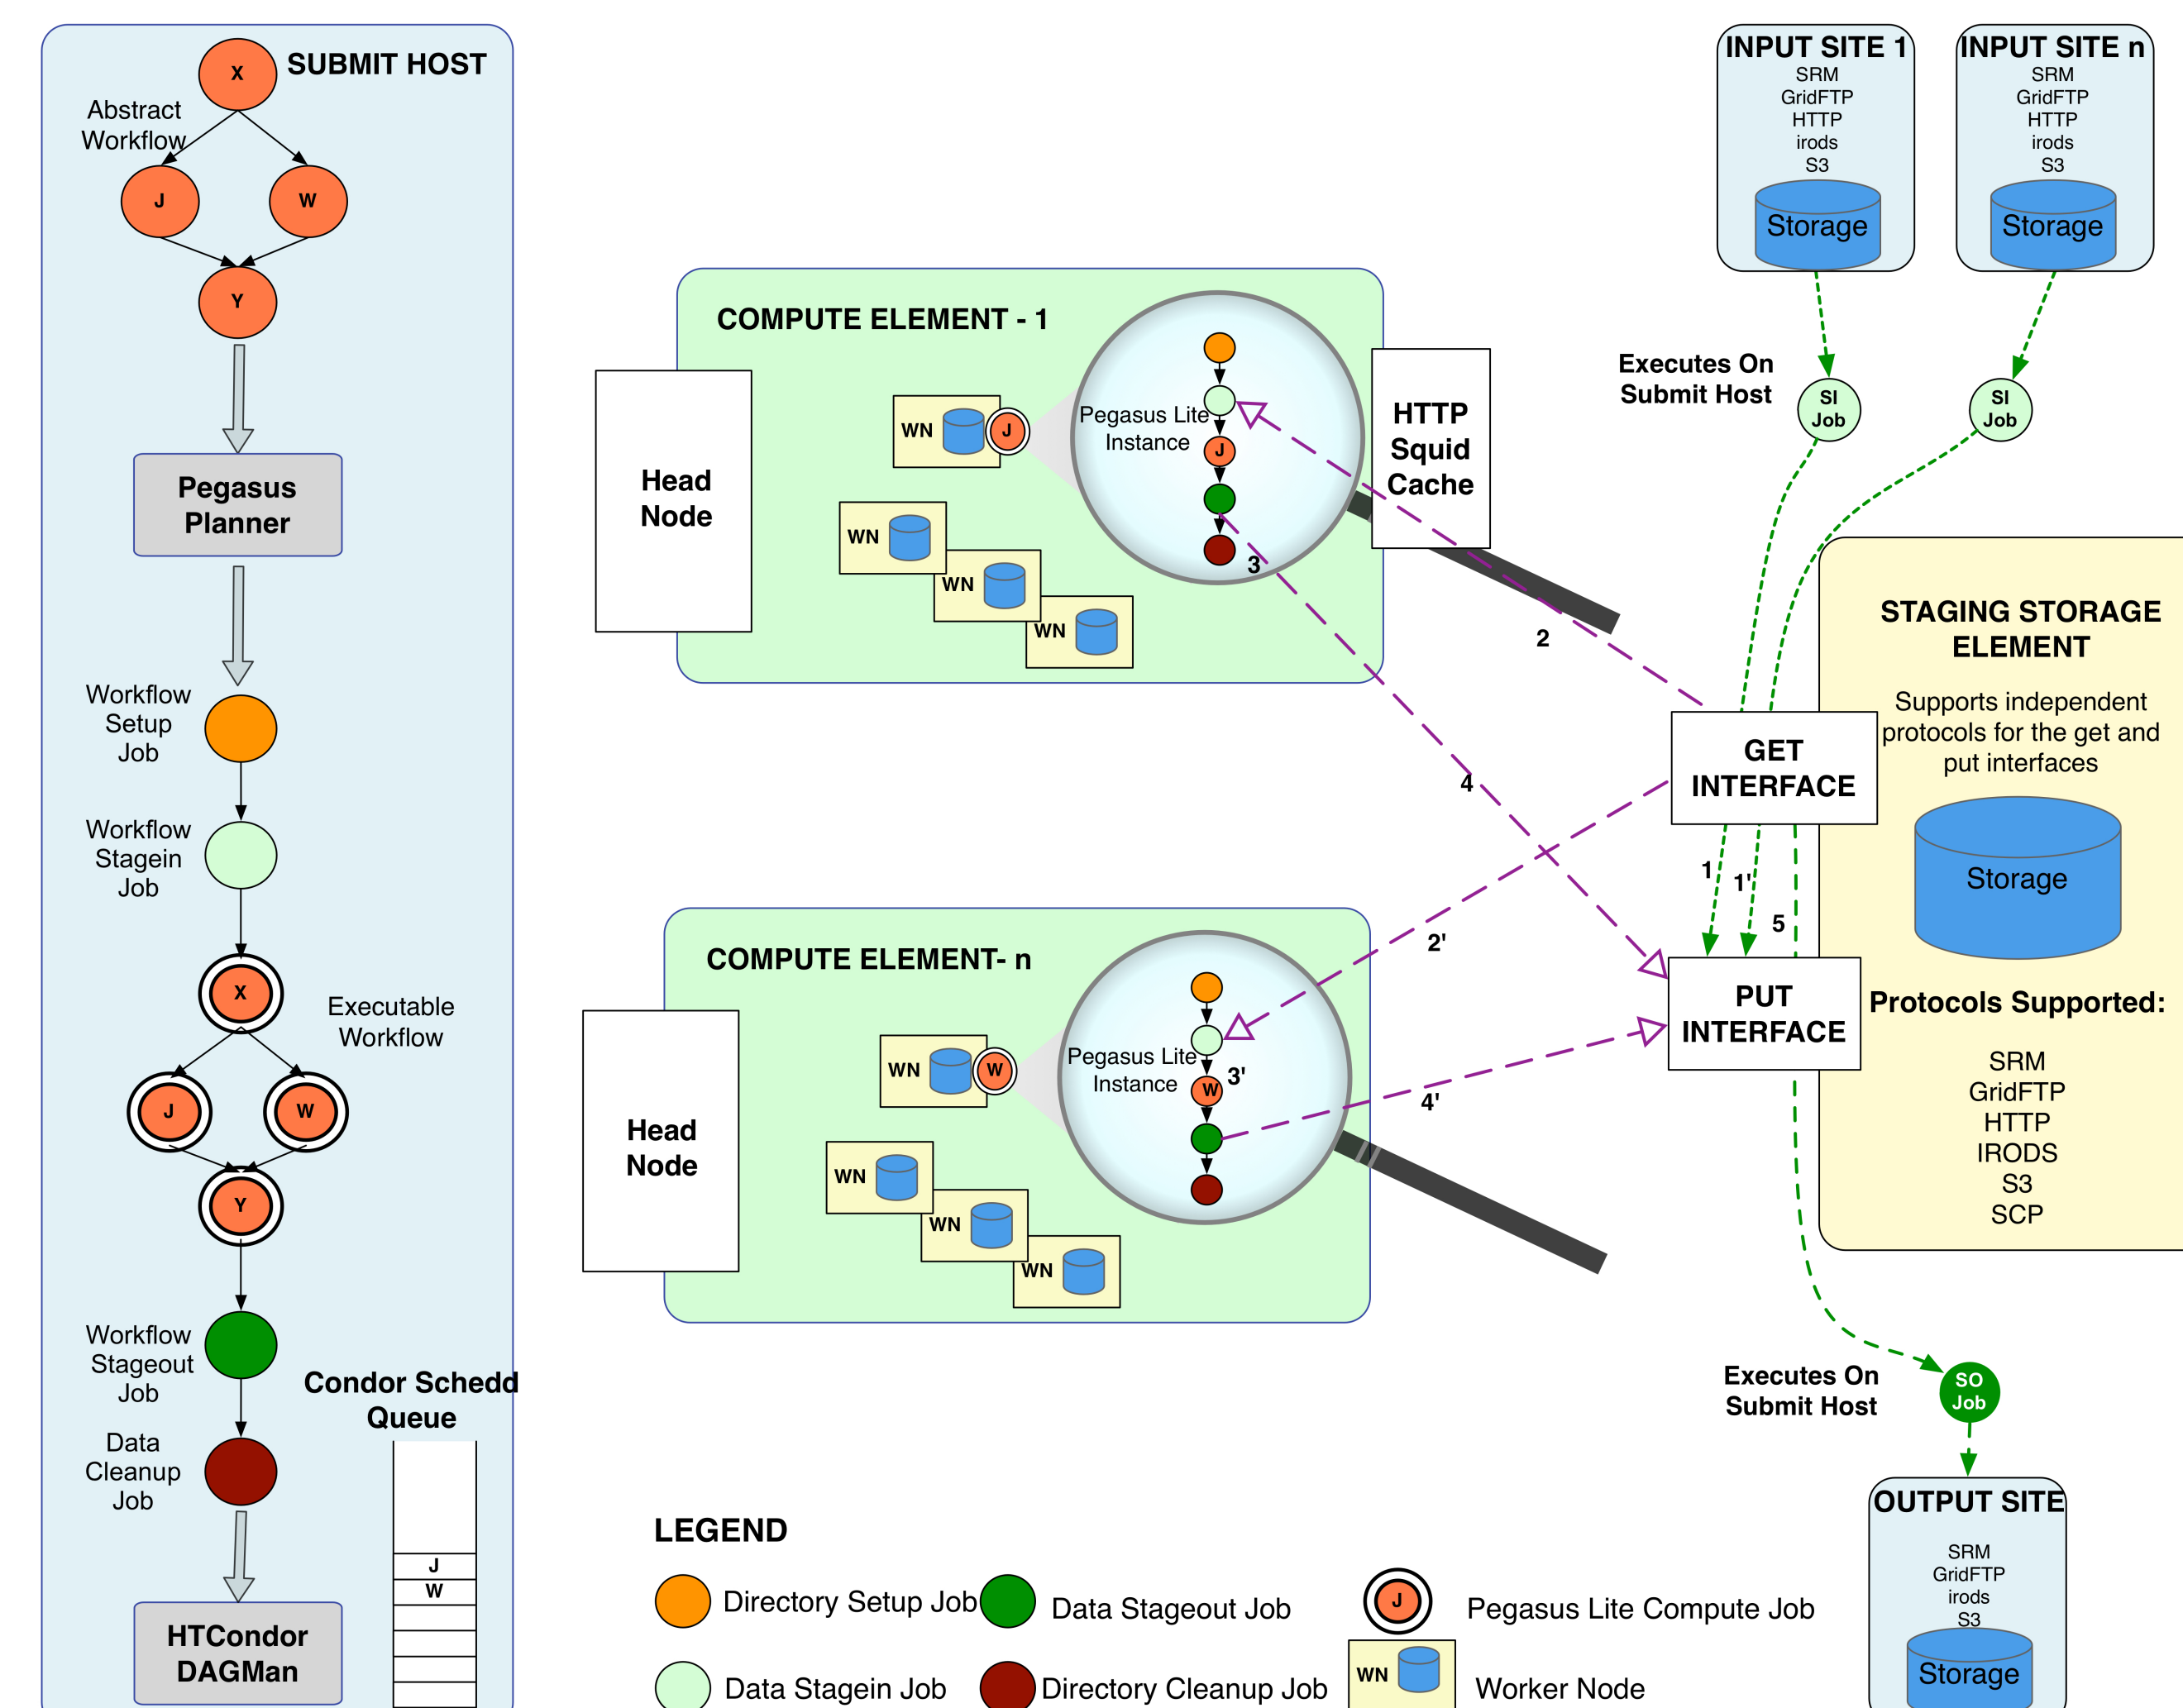 SUBMIT HOST
X
Abstract
Workflow
J
W
Y
Pegasus
Planner
Workflow
Setup
Job
Workflow
Stagein
Job
X
Executable
Workflow
J
W
Y
Workflow
Stageout
Job
Condor Schedd
Queue
Data
Cleanup
Job
J
W
HTCondor
DAGMan
COMPUTE ELEMENT - 1
Head
Node
WN
J
WN
WN
WN
Pegasus Lite
Instance
J
3
HTTP
Squid
Cache
2
4
COMPUTE ELEMENT- n
Head
Node
WN
W
WN
WN
WN
Pegasus Lite
Instance
W
3'
2'
4'
INPUT SITE 1
SRM
GridFTP
HTTP
irods
S3
Storage
INPUT SITE n
SRM
GridFTP
HTTP
irods
S3
Storage
Executes On
Submit Host
SI
Job
SI
Job
STAGING STORAGE
ELEMENT
Supports independent
protocols for the get and
put interfaces
GET
INTERFACE
Storage
1
1'
5
PUT
INTERFACE
Protocols Supported:
SRM
GridFTP
HTTP
IRODS
S3
SCP
Executes On
Submit Host
SO
Job
OUTPUT SITE
SRM
GridFTP
irods
S3
Storage
LEGEND
Directory Setup Job
Data Stageout Job
J
Pegasus Lite Compute Job
Data Stagein Job
Directory Cleanup Job
WN
Worker Node